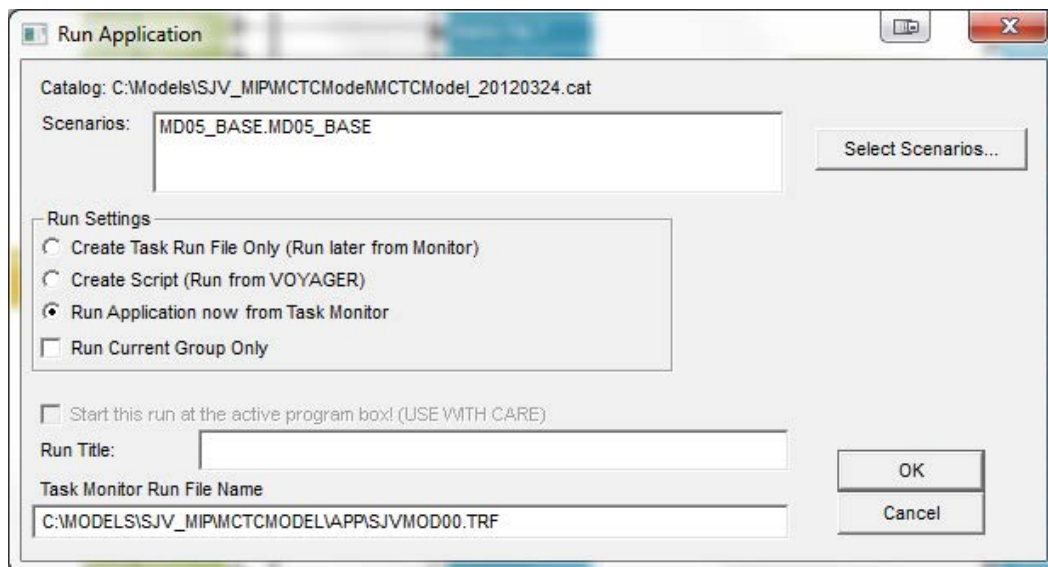 Run Application
Catalog: C:\Models\SJV_MIP\MCTCModel\MCTCModel_20120324.cat
Scenarios:
MD05_BASE.MD05_BASE
Select Scenarios...
Run Settings
Create Task Run File Only (Run later from Monitor)
Create Script (Run from VOYAGER)
Run Application now from Task Monitor
Run Current Group Only
Start this run at the active program box! (USE WITH CARE)
Run Title:
OK
Task Monitor Run File Name
Cancel
C:\MODELS\SJV_MIP\MCTCMODEL\APP\SJVMOD00.TRF